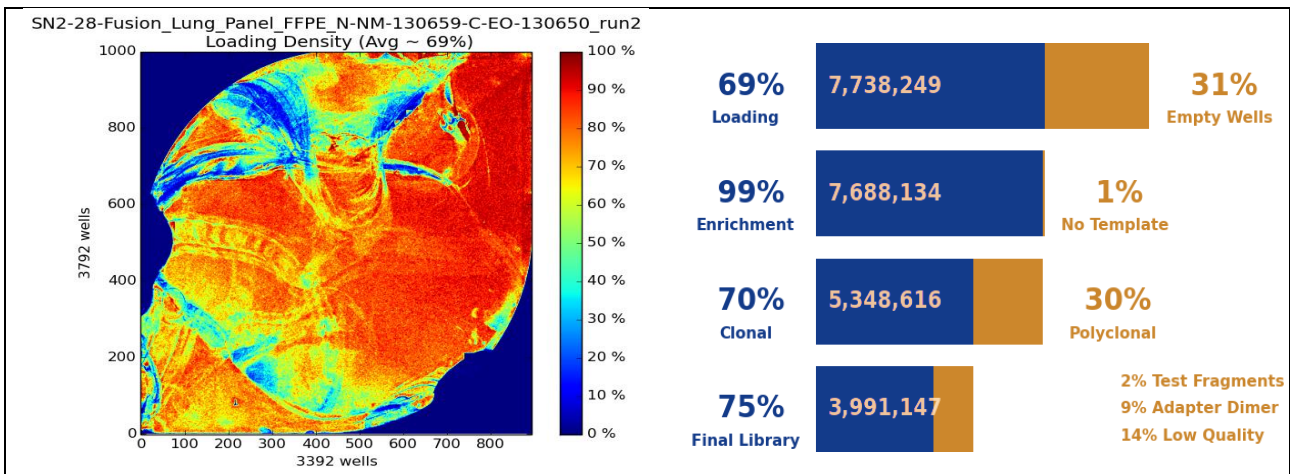 SN2-28-Fusion_Lung_Panel_FFPE_N-NM-130659-C-EO-130650_run2
Loading Density (Avg ~ 69%)
1000
800
600
400
200
0
3792 wells
0 100 200 300 400 500 600 700 800
3392 wells
100 %
90 %
80 %
70 %
60 %
50 %
40 %
30 %
20 %
10 %
0 %
69%
Loading
7,738,249
31%
Empty Wells
99%
Enrichment
7,688,134
1%
No Template
70%
Clonal
5,348,616
30%
Polyclonal
75%
Final Library
3,991,147
2% Test Fragments
9% Adapter Dimer
14% Low Quality